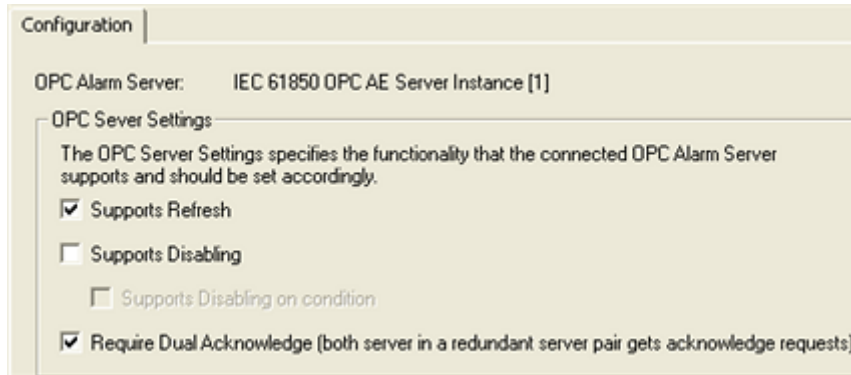 Configuration
OPC Alarm Server: IEC 61850 OPC AE Server Instance [1]
OPC Sever Settings
The OPC Server Settings specifies the functionality that the connected OPC Alarm Server
supports and should be set accordingly.
Supports Refresh
Supports Disabling
Supports Disabling on condition
Require Dual Acknowledge (both server in a redundant server pair gets acknowledge requests)